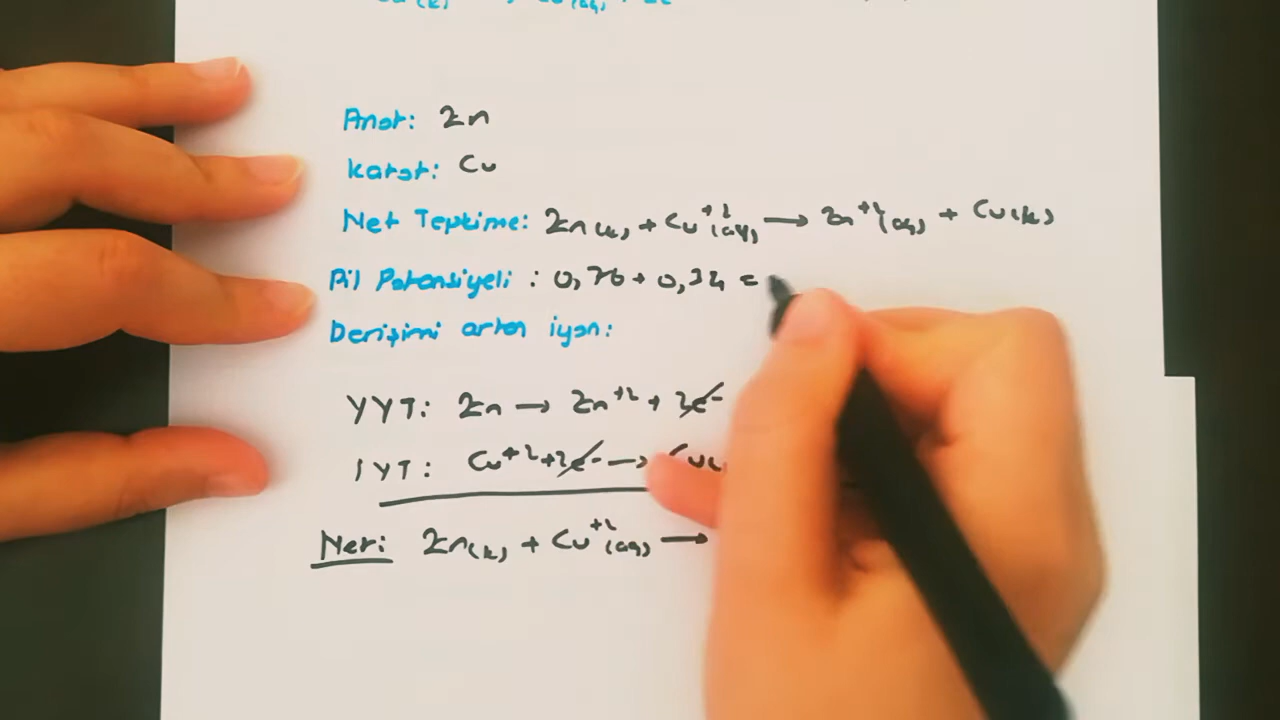 Anot: Zn
Katot: Cu
Net Tepkime: Zn(k) + Cu+2(aq) → Zn+2(aq) + Cu(k)
Pil Potansiyeli : 0,76 + 0,34 =
Derişimi artan iyon:
YYT: Zn → Zn+2 + 2e-
İYT: Cu+2 + 2e- → Cu(
Net: Zn(k) + Cu+2(aq) →